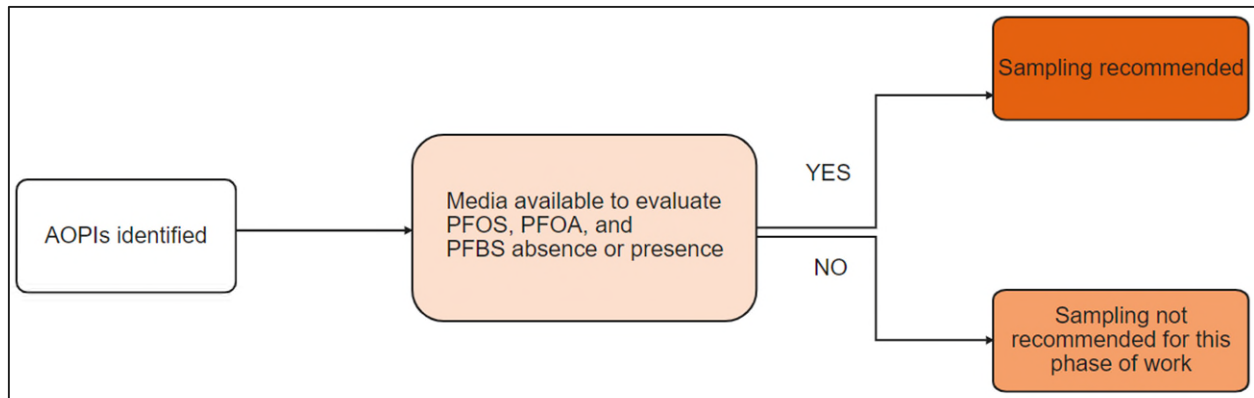 AOPIs identified
Media available to evaluate
PFOS, PFOA, and
PFBS absence or presence
YES
NO
Sampling recommended
Sampling not
recommended for this
phase of work